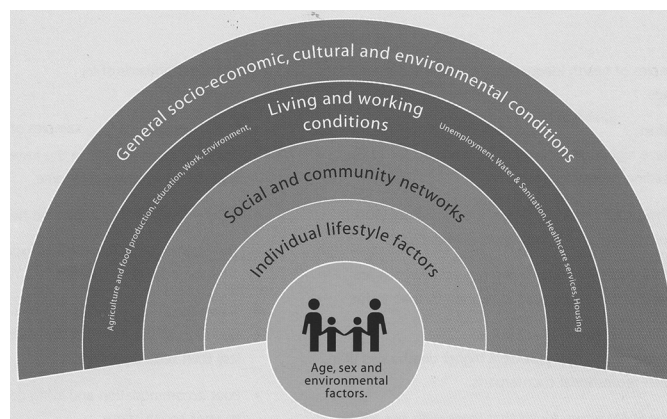 General socio-economic, cultural and environmental conditions
Living and working
conditions
Agriculture and food production, Education, Work, Environment,
Unemployment, Water & Sanitation, Healthcare services, Housing
Social and community networks
Individual lifestyle factors
Age, sex and
environmental
factors.